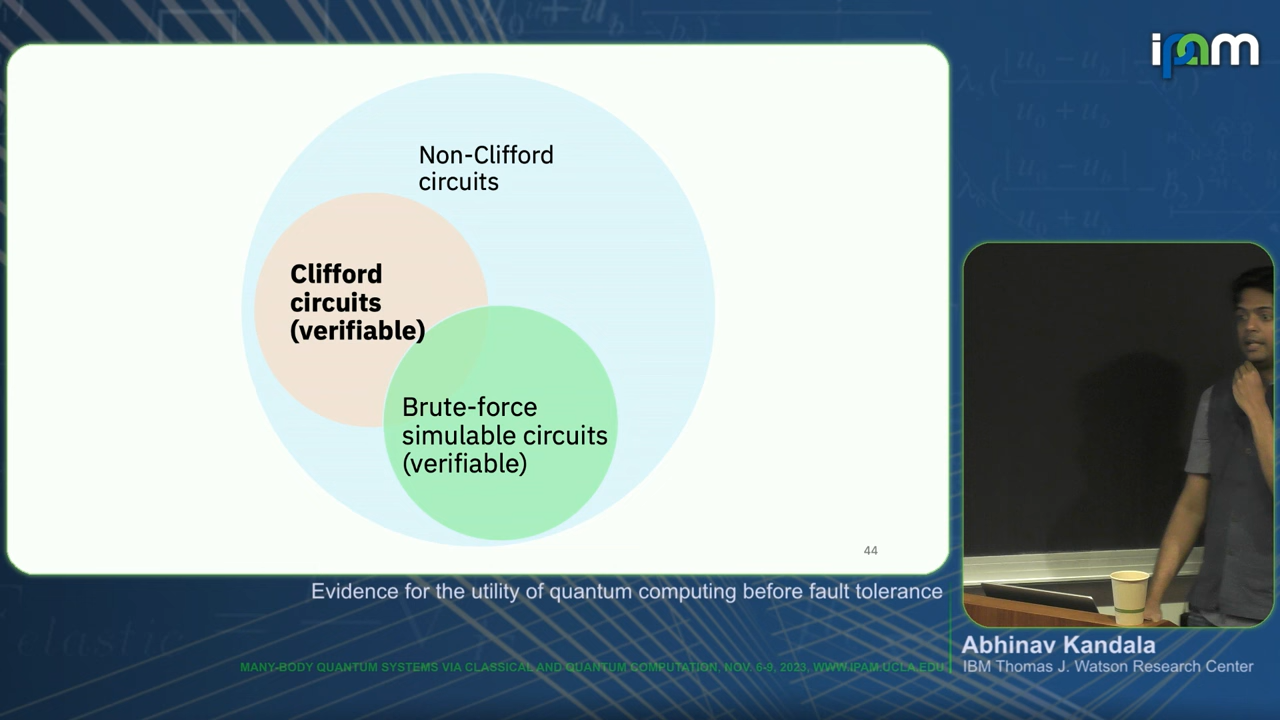 ipam
Non-Clifford
circuits
Clifford
circuits
(verifiable)
Brute-force
simulable circuits
(verifiable)
44
Evidence for the utility of quantum computing before fault tolerance
Abhinav Kandala
IBM Thomas J. Watson Research Center
MANY-BODY QUANTUM SYSTEMS VIA CLASSICAL AND QUANTUM COMPUTATION, NOV. 6-9, 2023, WWW.IPAM.UCLA.EDU